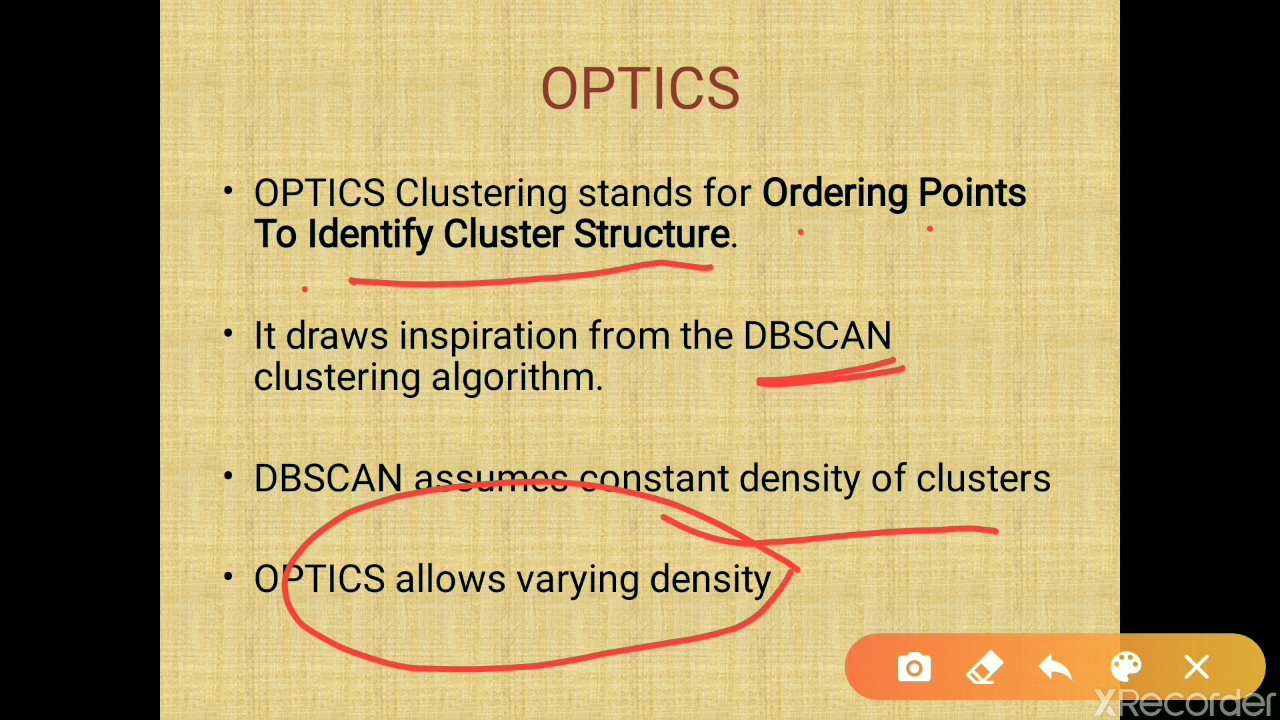 OPTICS
• OPTICS Clustering stands for Ordering Points
To Identify Cluster Structure.
• It draws inspiration from the DBSCAN
clustering algorithm.
• DBSCAN assumes constant density of clusters
• OPTICS allows varying density
XRecorder